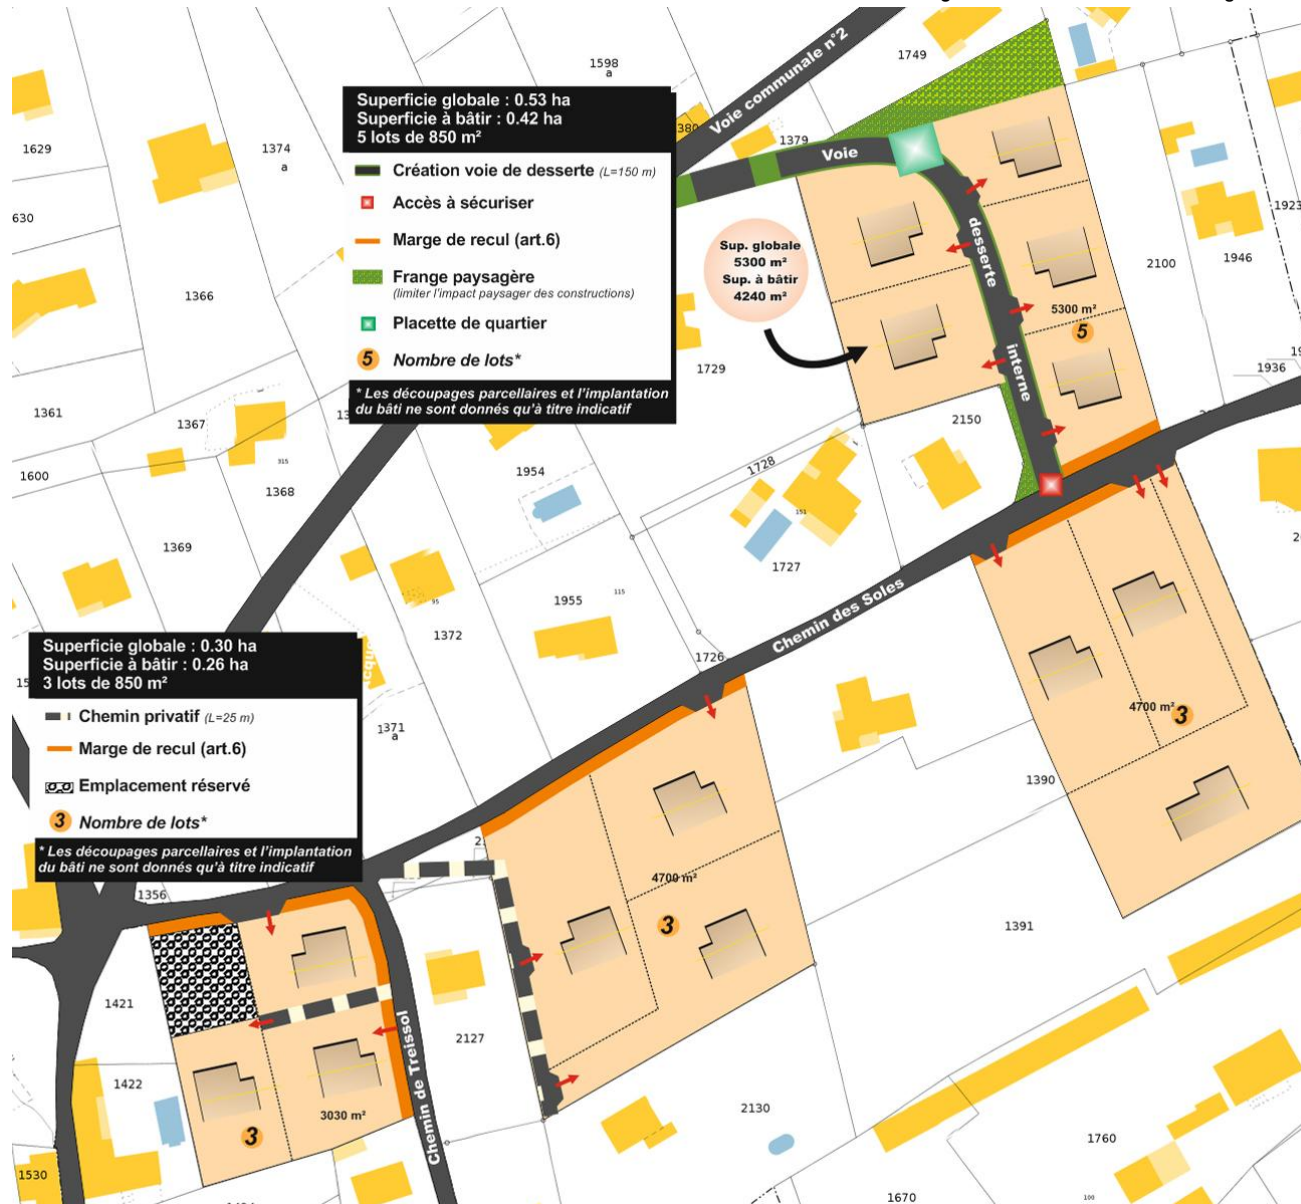 1749
1598
a
Voie communale n°2
Superficie globale : 0.53 ha
Superficie à bâtir : 0.42 ha
5 lots de 850 m²
Création voie de desserte (L=150 m)
Accès à sécuriser
Marge de recul (art.6)
Frange paysagère
(limiter l'impact paysager des constructions)
Placette de quartier
5 Nombre de lots*
* Les découpages parcellaires et l'implantation
du bâti ne sont donnés qu'à titre indicatif
380
1379
Voie
desserte
interne
1629
1374
a
630
1923
1946
2100
Sup. globale
5300 m²
Sup. à bâtir
4240 m²
1366
5300 m²
5
1729
1936
1361
1367
2150
1728
1954
1600
315
1368
151
1369
1727
95
1955
115
1372
Chemin des Soles
1726
Superficie globale : 0.30 ha
Superficie à bâtir : 0.26 ha
3 lots de 850 m²
Chemin privatif (L=25 m)
Marge de recul (art.6)
Emplacement réservé
3 Nombre de lots*
* Les découpages parcellaires et l'implantation
du bâti ne sont donnés qu'à titre indicatif
1371
a
4700 m²
3
1390
4700 m²
3
1356
1391
1421
2127
Chemin de Treissol
1422
3030 m²
3
2130
1760
1530
1670
100